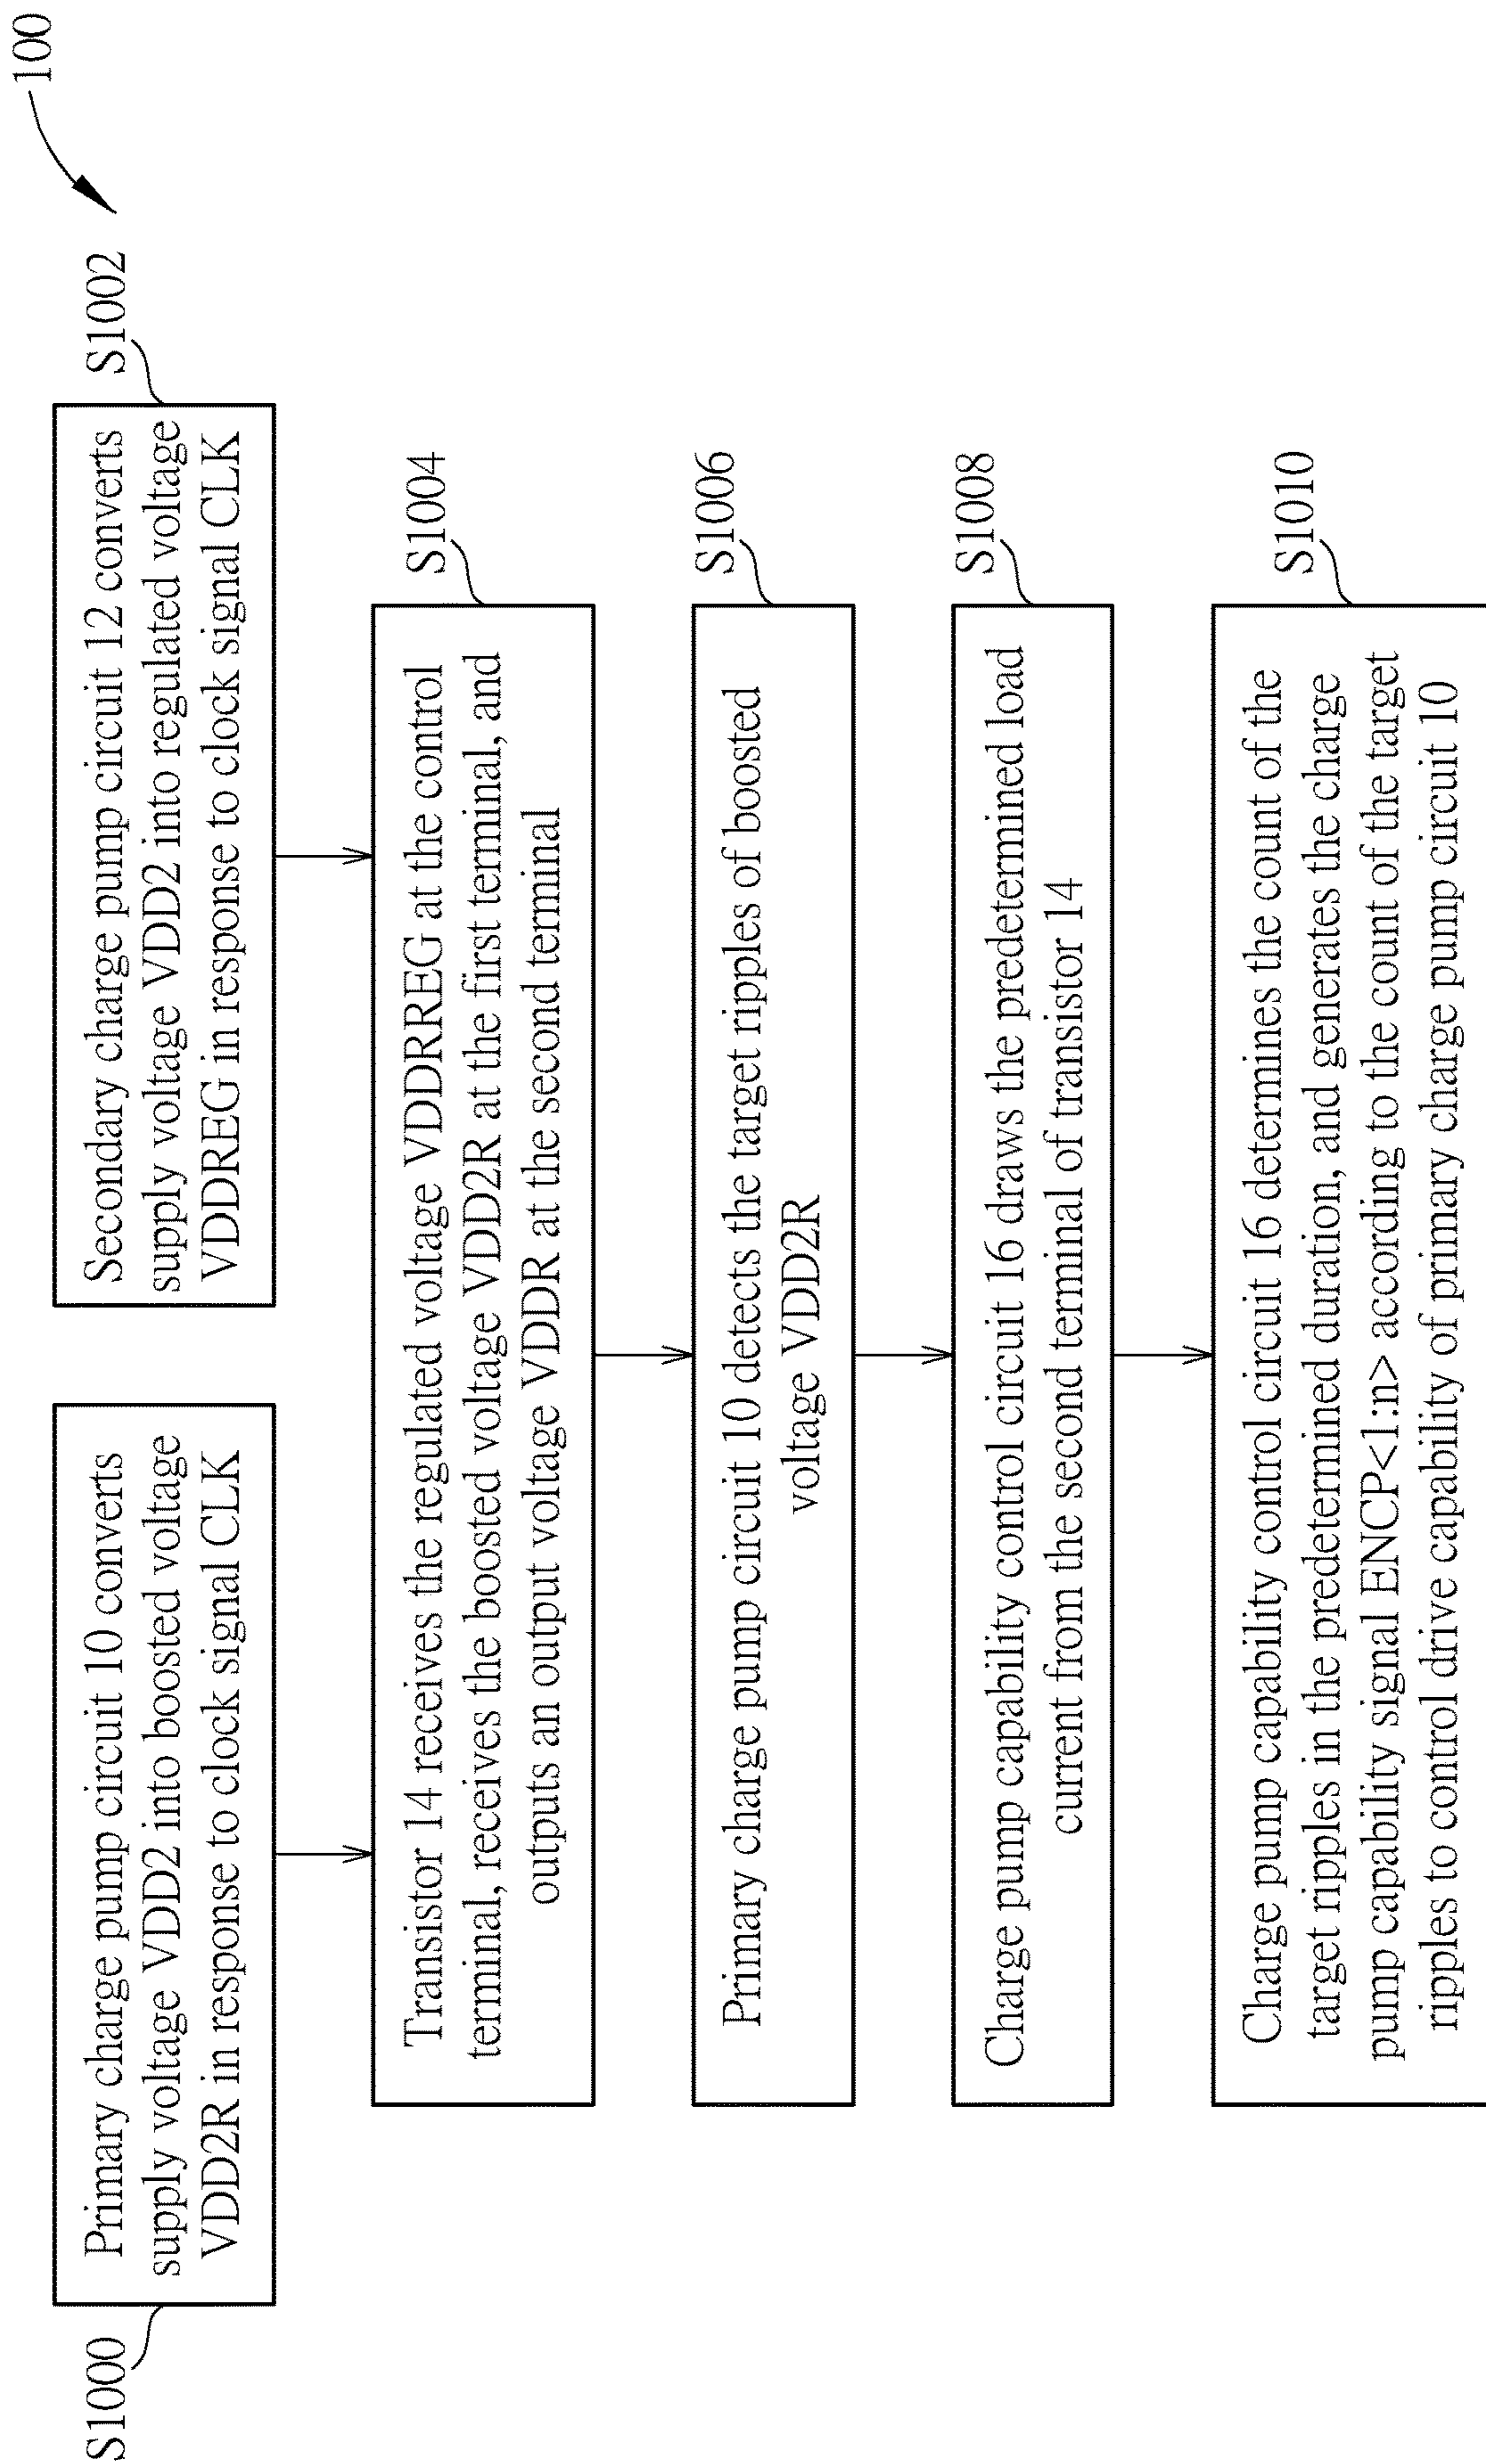 100
S1000
Primary charge pump circuit 10 converts
supply voltage VDD2 into boosted voltage
VDD2R in response to clock signal CLK
S1002
Secondary charge pump circuit 12 converts
supply voltage VDD2 into regulated voltage
VDDREG in response to clock signal CLK
S1004
Transistor 14 receives the regulated voltage VDDRREG at the control
terminal, receives the boosted voltage VDD2R at the first terminal, and
outputs an output voltage VDDR at the second terminal
S1006
Primary charge pump circuit 10 detects the target ripples of boosted
voltage VDD2R
S1008
Charge pump capability control circuit 16 draws the predetermined load
current from the second terminal of transistor 14
S1010
Charge pump capability control circuit 16 determines the count of the
target ripples in the predetermined duration, and generates the charge
pump capability signal ENCP<1:n> according to the count of the target
ripples to control drive capability of primary charge pump circuit 10